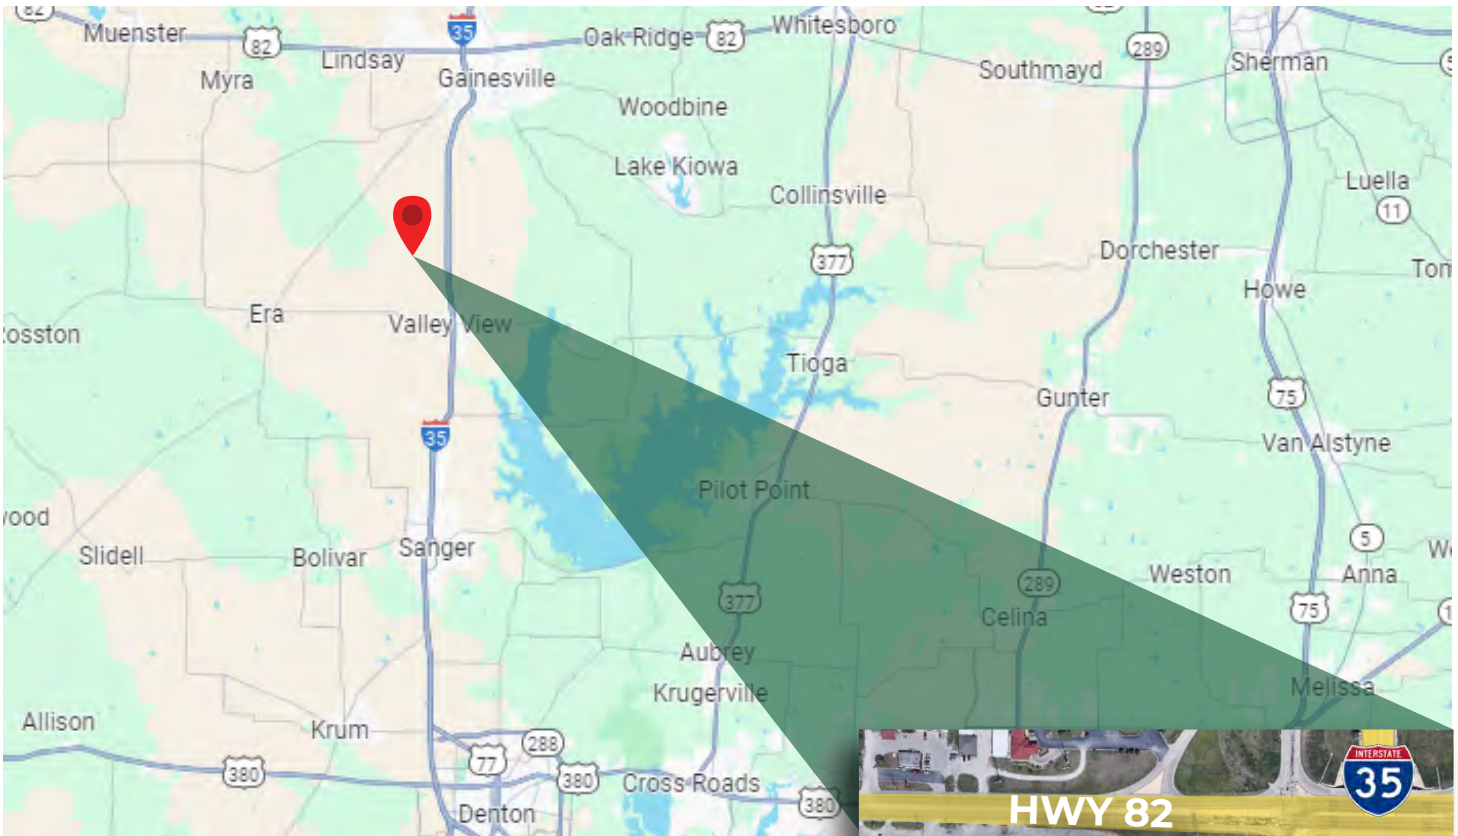 82
Muenster
82
Lindsay
Myra
35
Gainesville
Oak Ridge
82
Whitesboro
Woodbine
Lake Kiowa
Collinsville
Southmayd
289
Sherman
Luella
11
377
Dorchester
Howe
Era
Valley View
Tioga
Gunter
75
Van Alstyne
35
Pilot Point
Slidell
Bolivar
Sanger
5
Weston
Anna
377
289
Celina
75
Aubrey
Krugerville
Melissa
Allison
Krum
288
77
380
380
Cross Roads
380
Denton
INTERSTATE
35
HWY 82